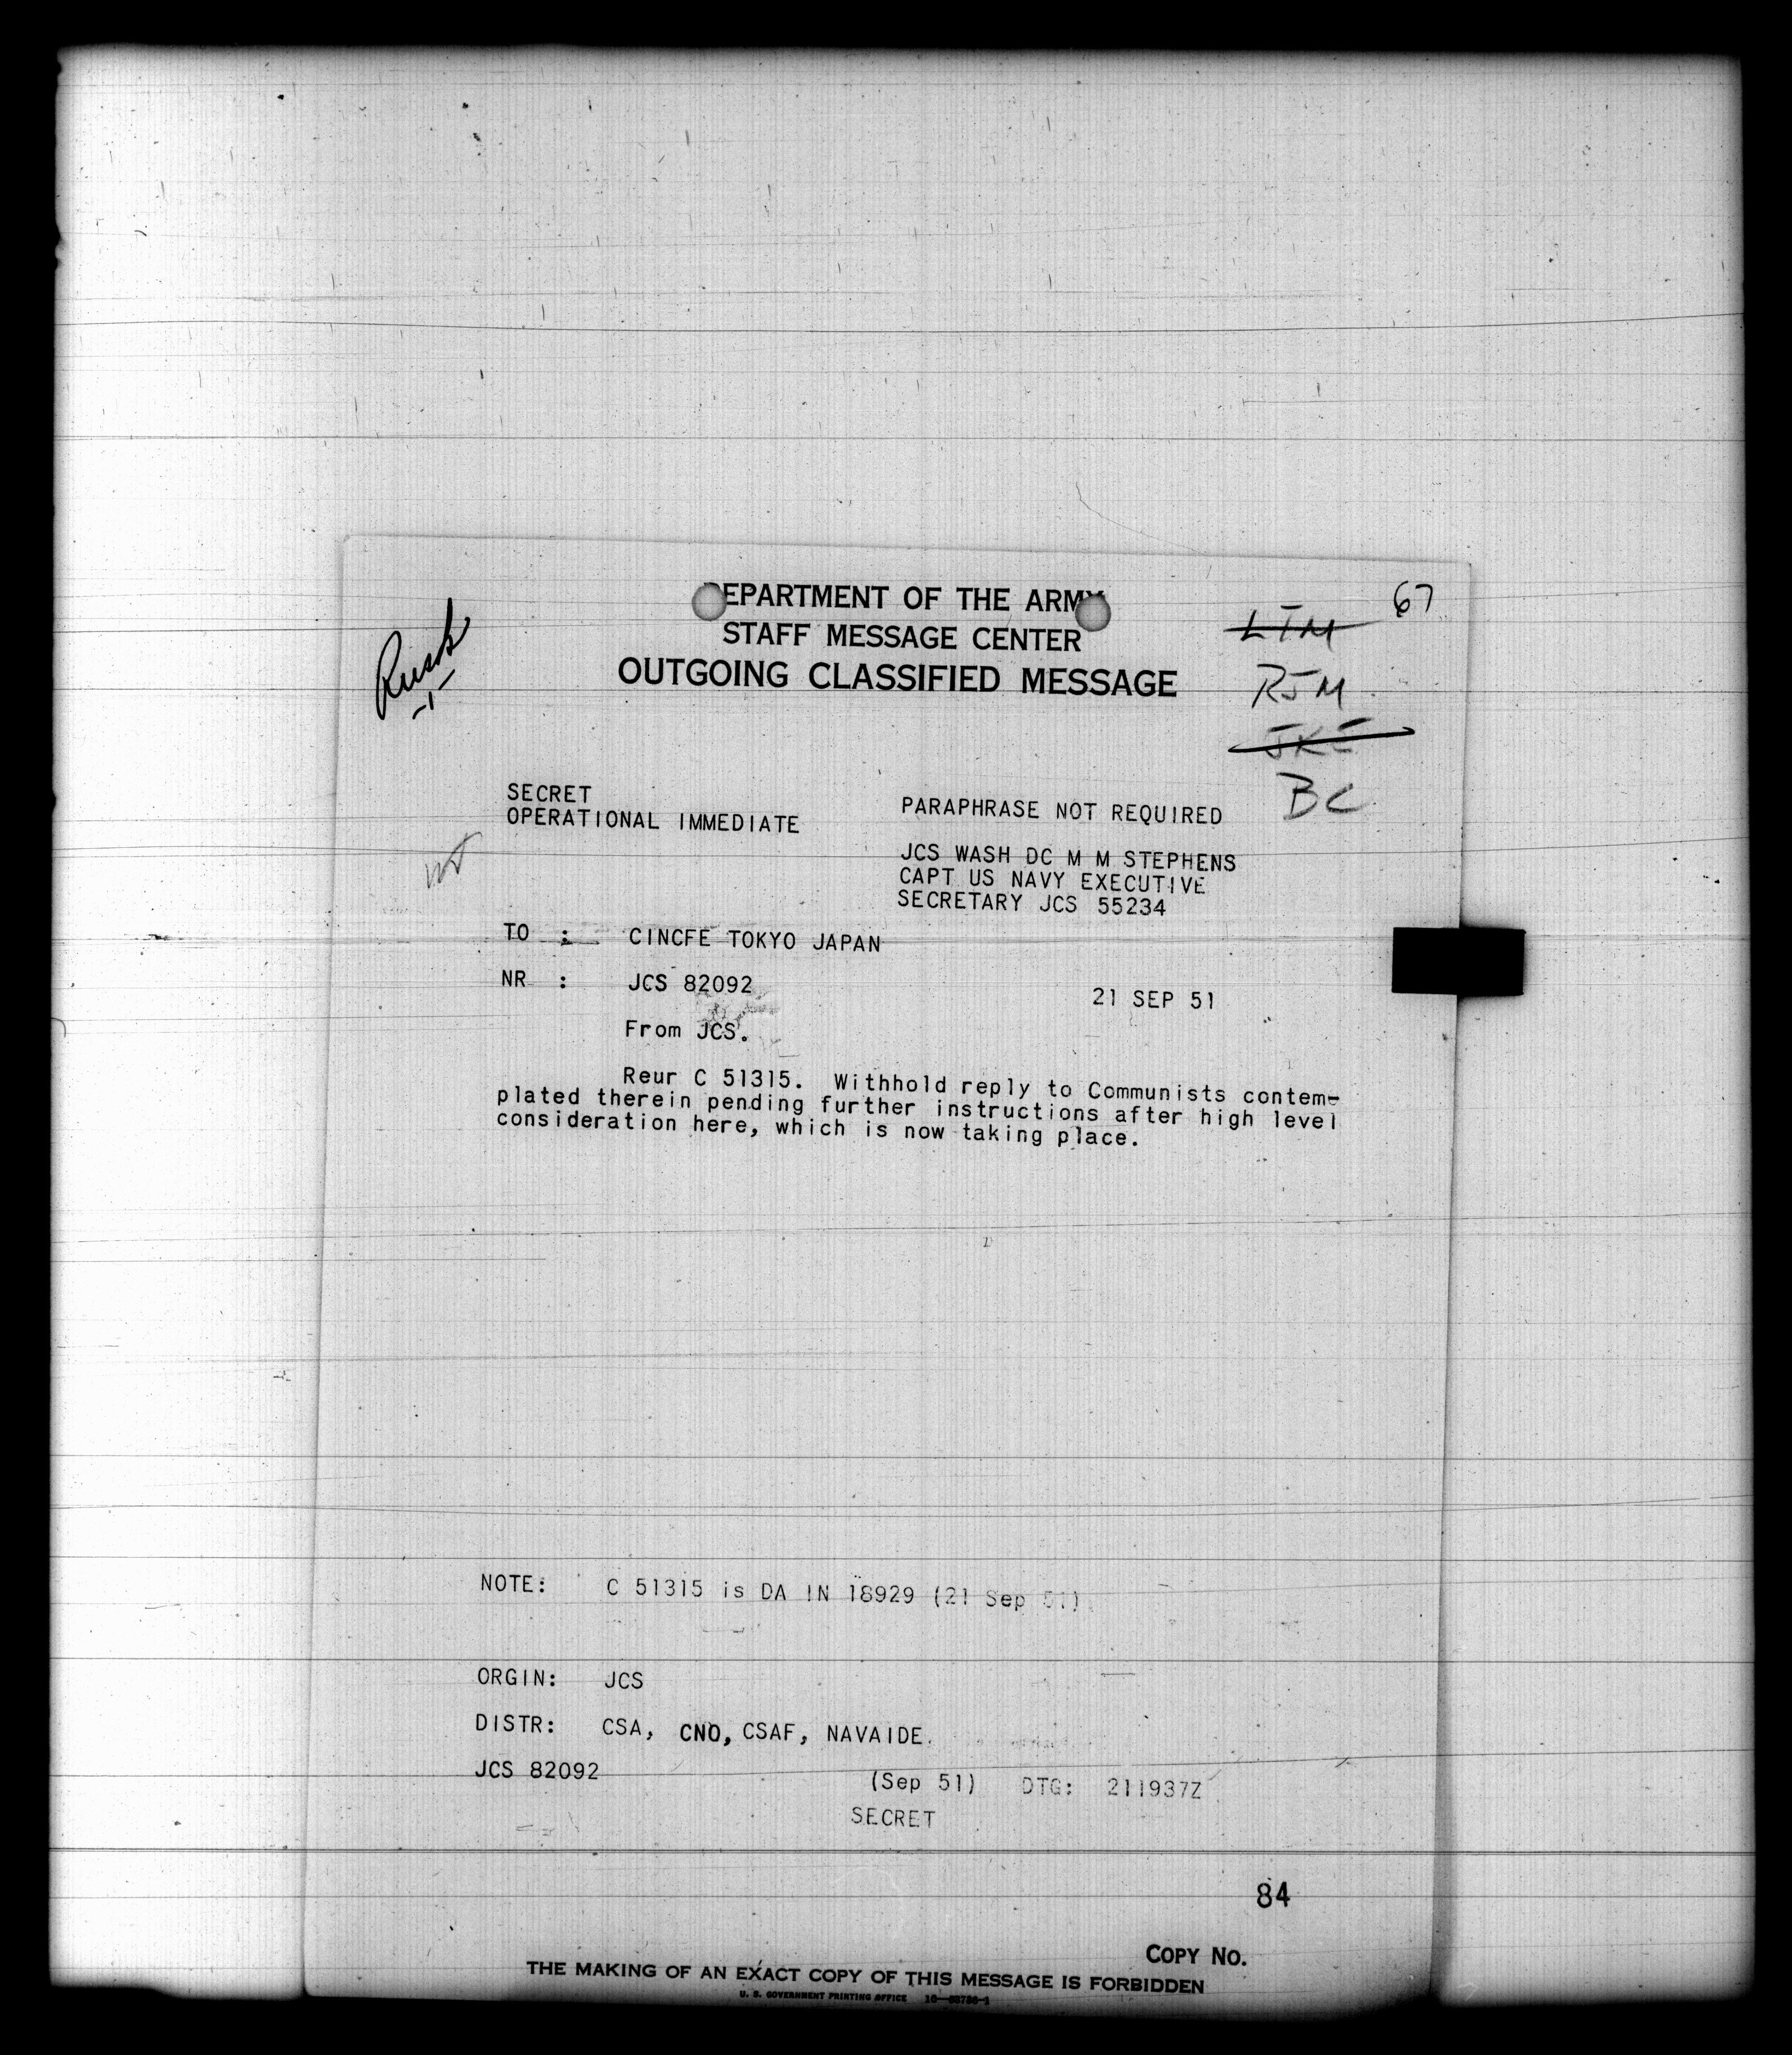 67
DEPARTMENT OF THE ARMY
STAFF MESSAGE CENTER
OUTGOING CLASSIFIED MESSAGE
Rusk
LTM
RJM
JKE
BC
SECRET
OPERATIONAL IMMEDIATE
PARAPHRASE NOT REQUIRED
JCS WASH DC M M STEPHENS
CAPT US NAVY EXECUTIVE
SECRETARY JCS 55234
TO : CINCFE TOKYO JAPAN
NR : JCS 82092 21 SEP 51
From JCS.
Reur C 51315. Withhold reply to Communists contem-
plated therein pending further instructions after high level
consideration here, which is now taking place.
NOTE: C 51315 is DA IN 18929 (21 Sep 51)
ORGIN: JCS
DISTR: CSA, CNO, CSAF, NAVAIDE.
JCS 82092 (Sep 51) DTG: 211937Z
SECRET
84
COPY NO.
THE MAKING OF AN EXACT COPY OF THIS MESSAGE IS FORBIDDEN
U. S. GOVERNMENT PRINTING OFFICE